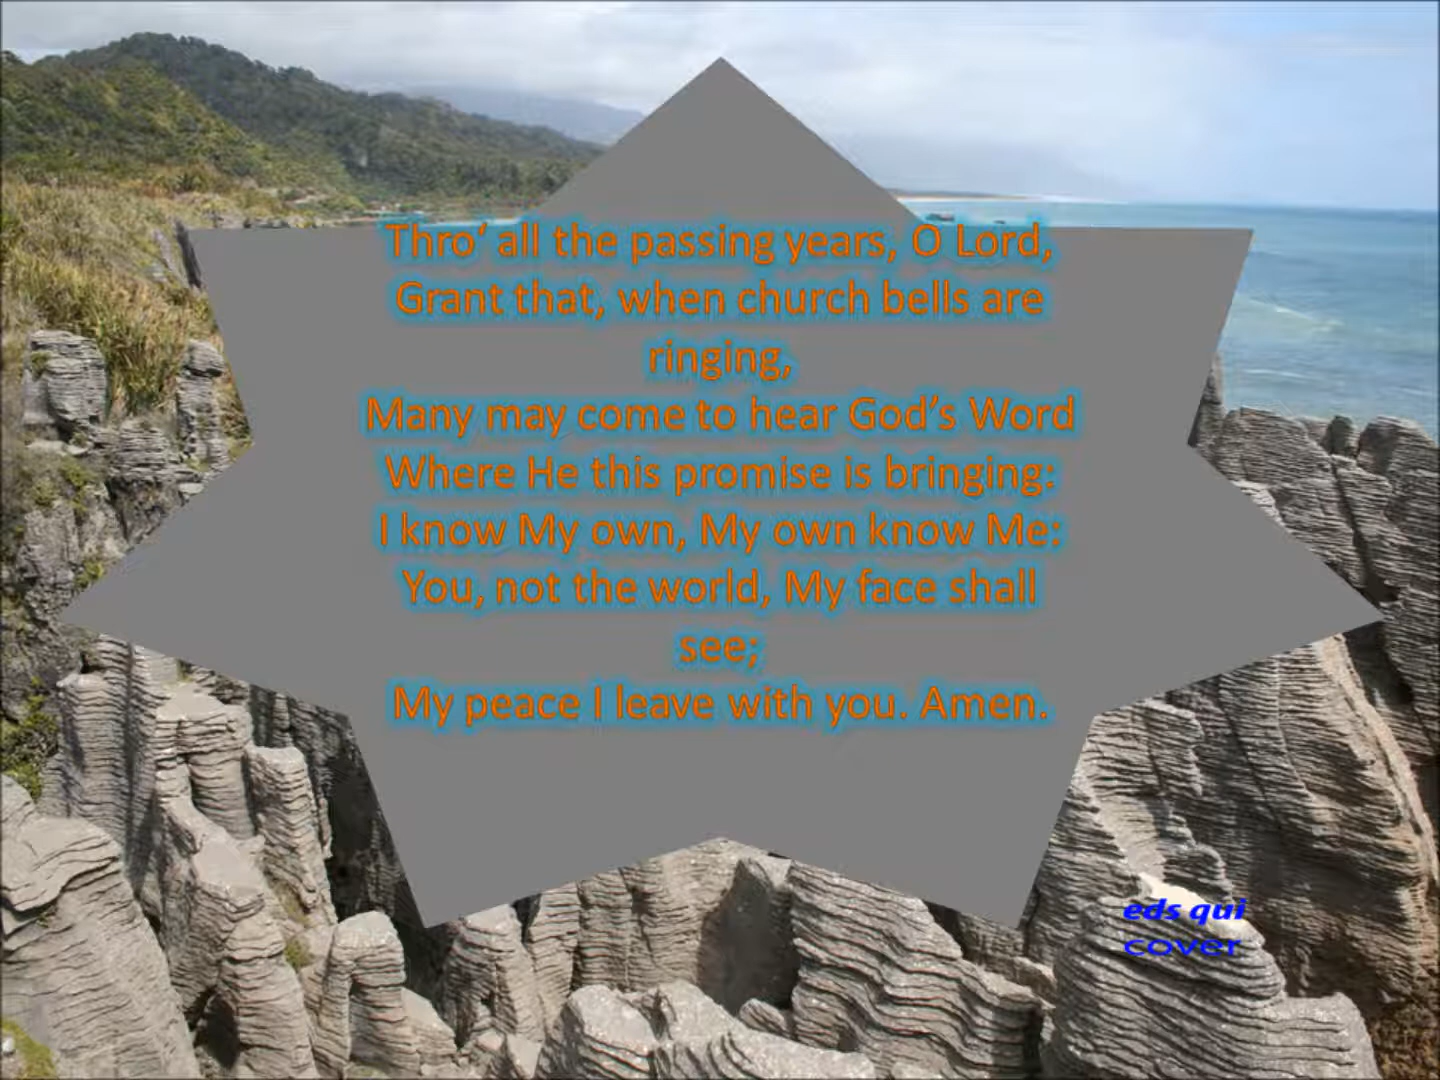 Thro‘ all the passing years, O Lord,
Grant that, when church bells are
ringing,
Many may come to hear God’s Word
Where He this promise is bringing:
I know My own, My own know Me:
You, not the world, My face shall
see;
My peace I leave with you. Amen.
eds qui
cover